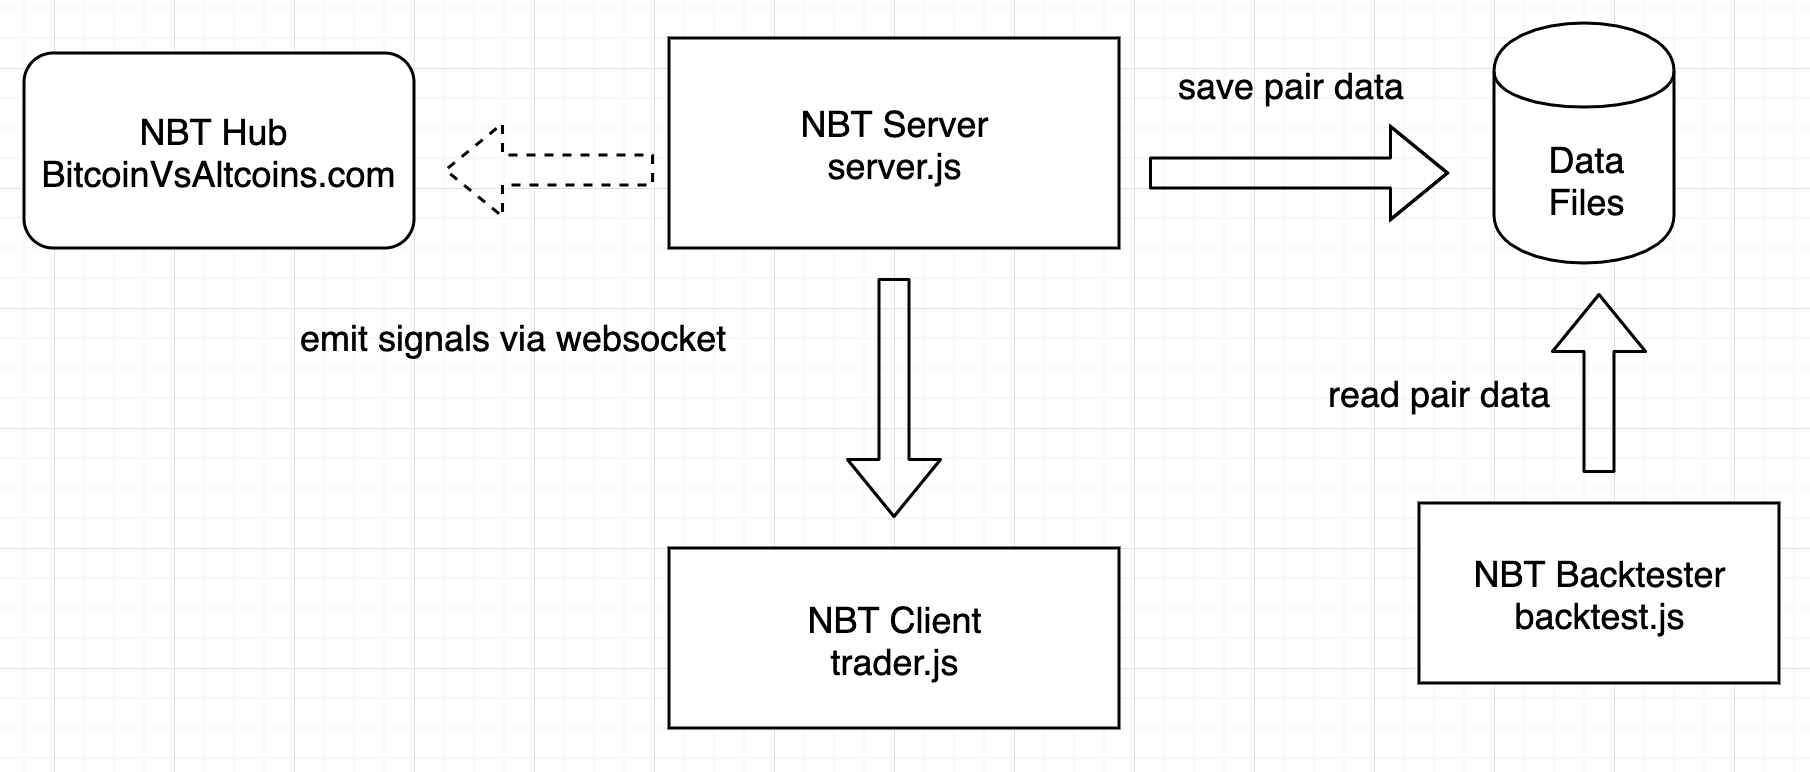 NBT Hub
BitcoinVsAltcoins.com
NBT Server
server.js
save pair data
Data
Files
emit signals via websocket
read pair data
NBT Client
trader.js
NBT Backtester
backtest.js